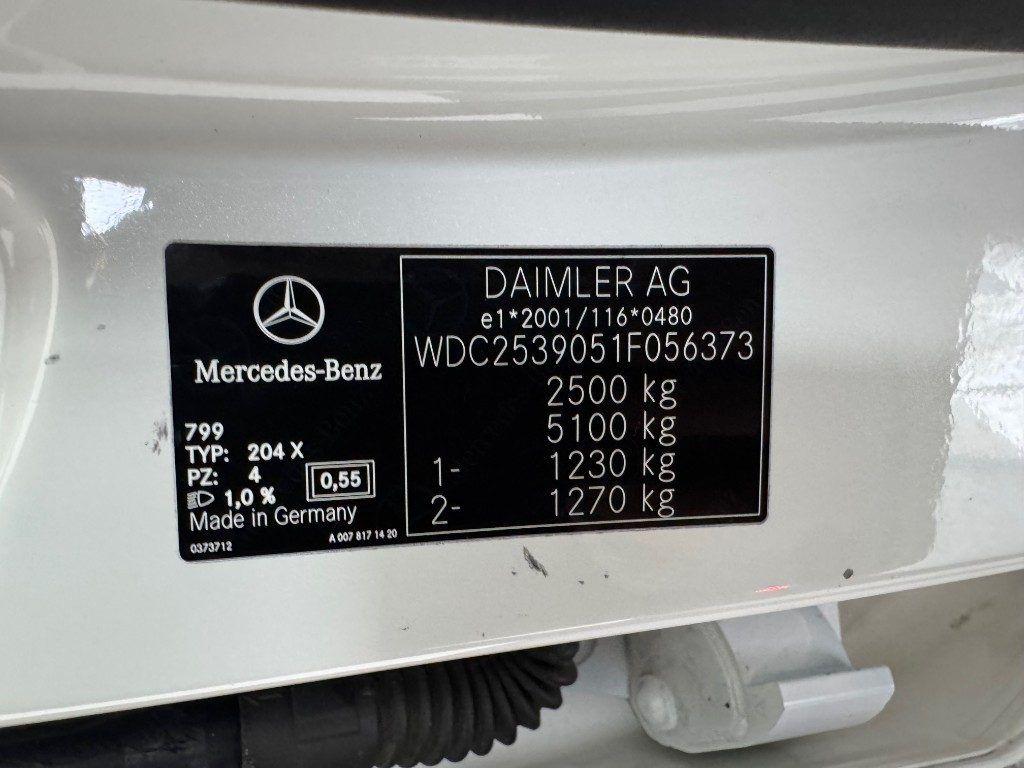 Mercedes-Benz
799
TYP: 204 X
PZ: 4
1,0 %
0,55
Made in Germany
0373712
A 007 817 14 20
DAIMLER AG
e1*2001/116*0480
WDC2539051F056373
2500 kg
5100 kg
1- 1230 kg
2- 1270 kg